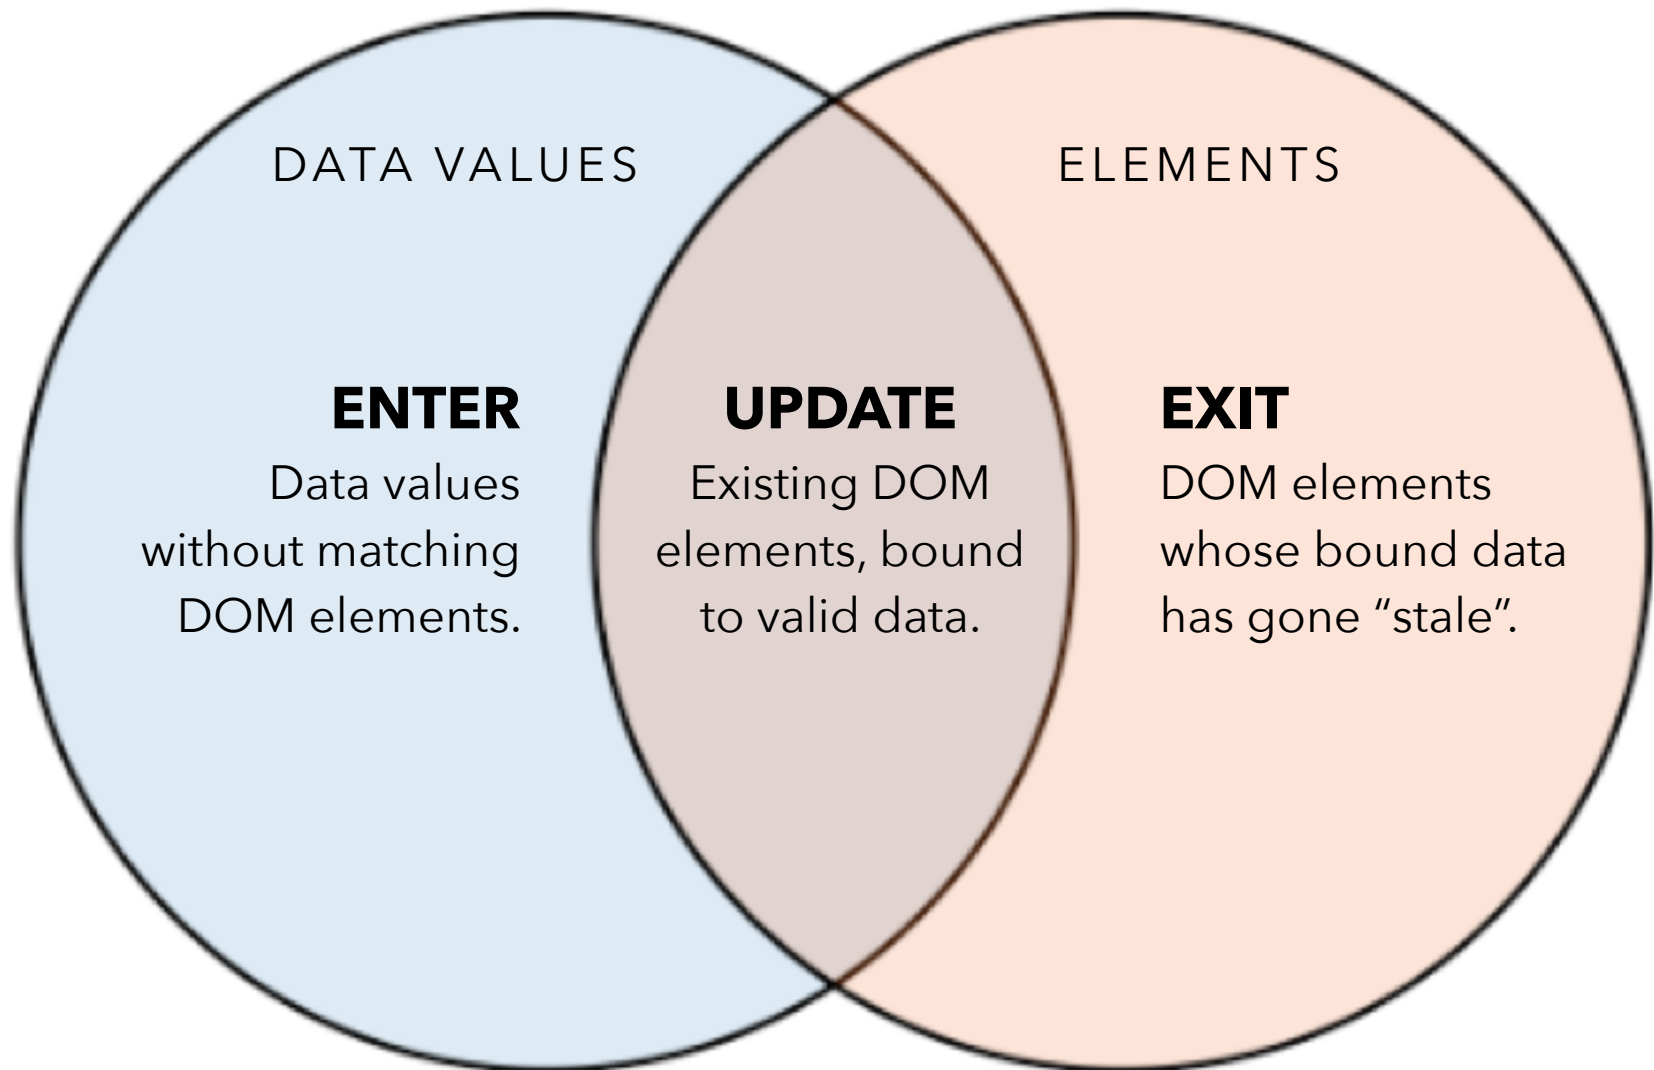 DATA VALUES
ELEMENTS
ENTER
Data values
without matching
DOM elements.
UPDATE
Existing DOM
elements, bound
to valid data.
EXIT
DOM elements
whose bound data
has gone “stale”.